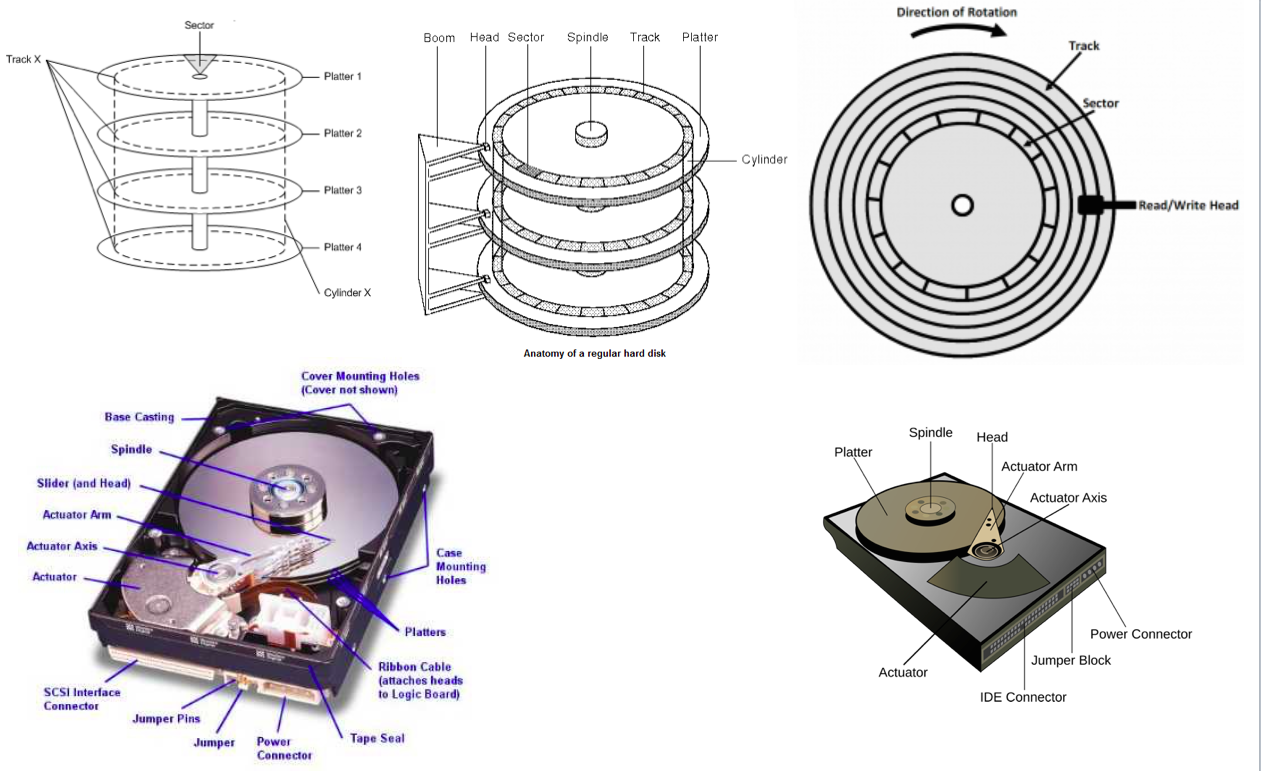 Sector
Track X
Platter 1
Platter 2
Platter 3
Platter 4
Cylinder X
Boom Head Sector Spindle Track Platter
Cylinder
Anatomy of a regular hard disk
Direction of Rotation
Track
Sector
Read/Write Head
Cover Mounting Holes
(Cover not shown)
Base Casting
Spindle
Slider (and Head)
Actuator Arm
Actuator Axis
Actuator
Case
Mounting
Holes
Platters
Ribbon Cable
(attaches heads
to Logic Board)
SCSI Interface
Connector
Jumper Pins
Jumper
Power
Connector
Tape Seal
Spindle
Head
Platter
Actuator Arm
Actuator Axis
Power Connector
Jumper Block
Actuator
IDE Connector